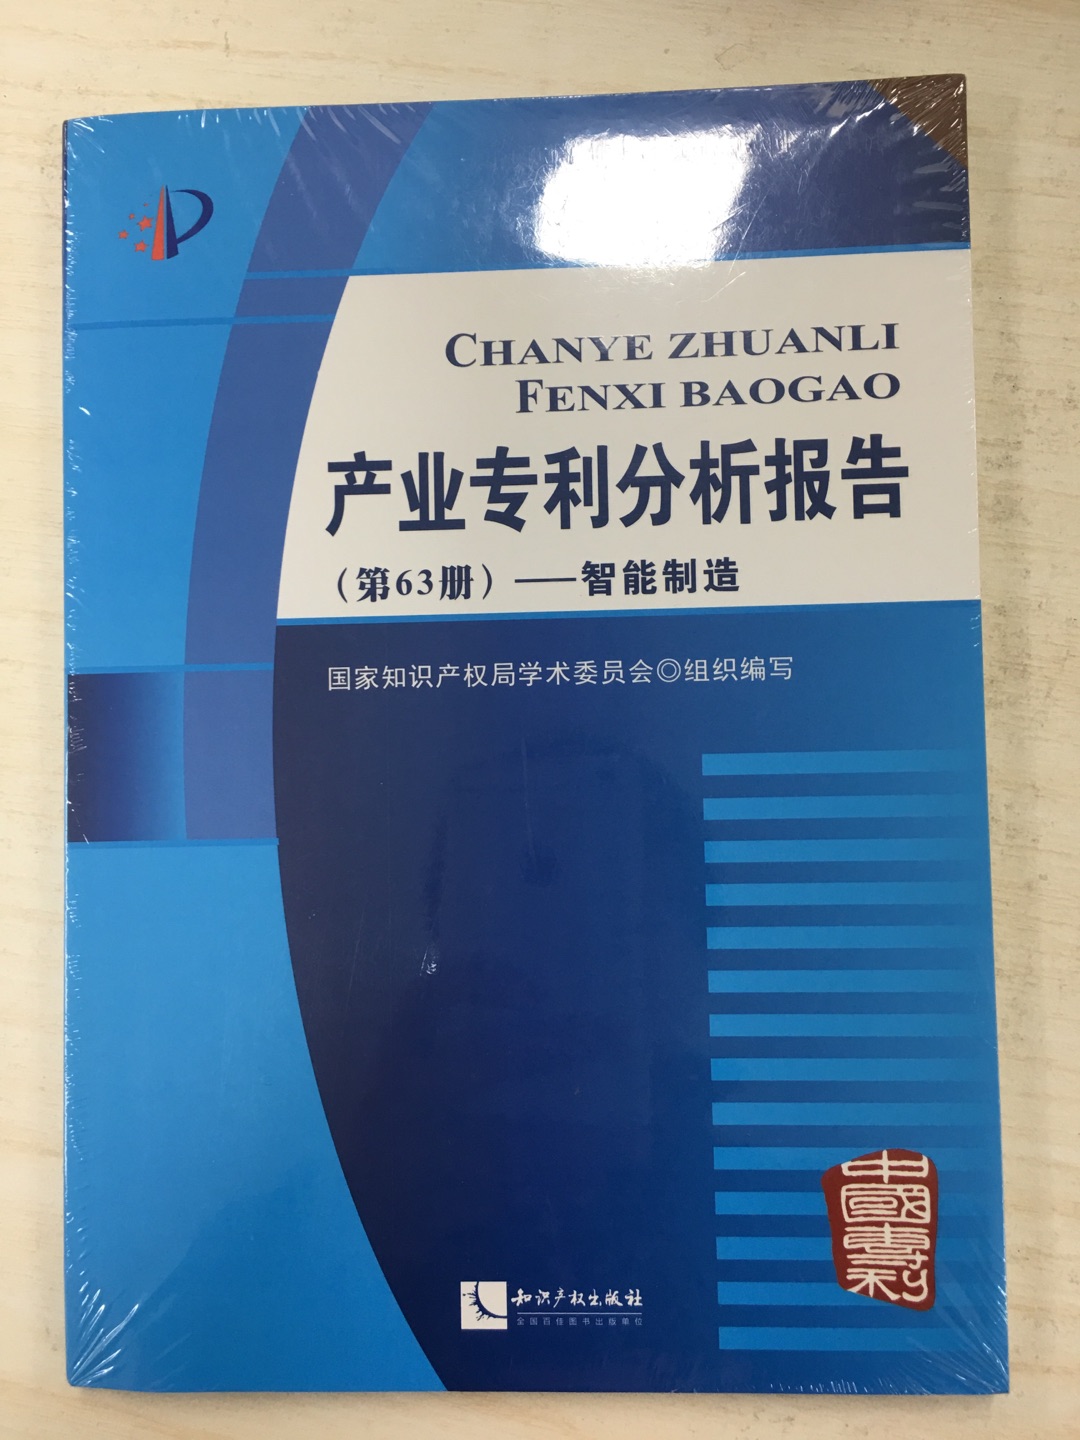 CHANYE ZHUANLI
FENXI BAOGAO
产业专利分析报告
（第63册）——智能制造
国家知识产权局学术委员会◎组织编写
中國專利
知识产权出版社
全国百佳图书出版单位